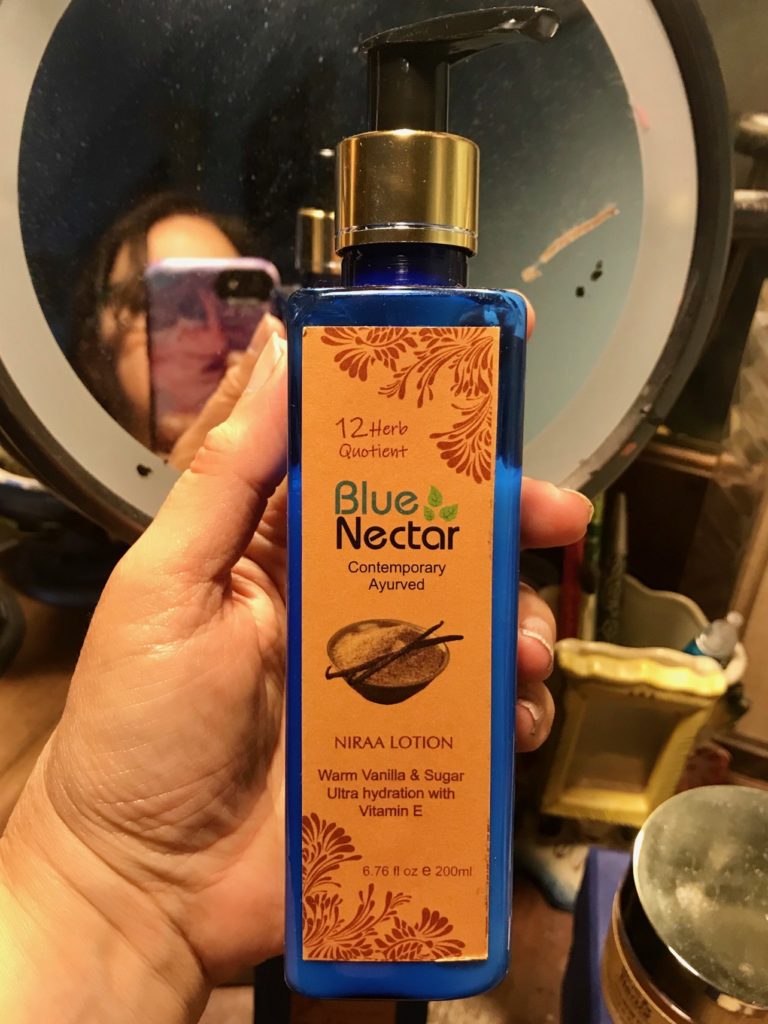 12 Herb
Quotient
Blue
Nectar
Contemporary
Ayurved
NIRAA LOTION
Warm Vanilla & Sugar
Ultra hydration with
Vitamin E
6.76 fl oz e 200ml